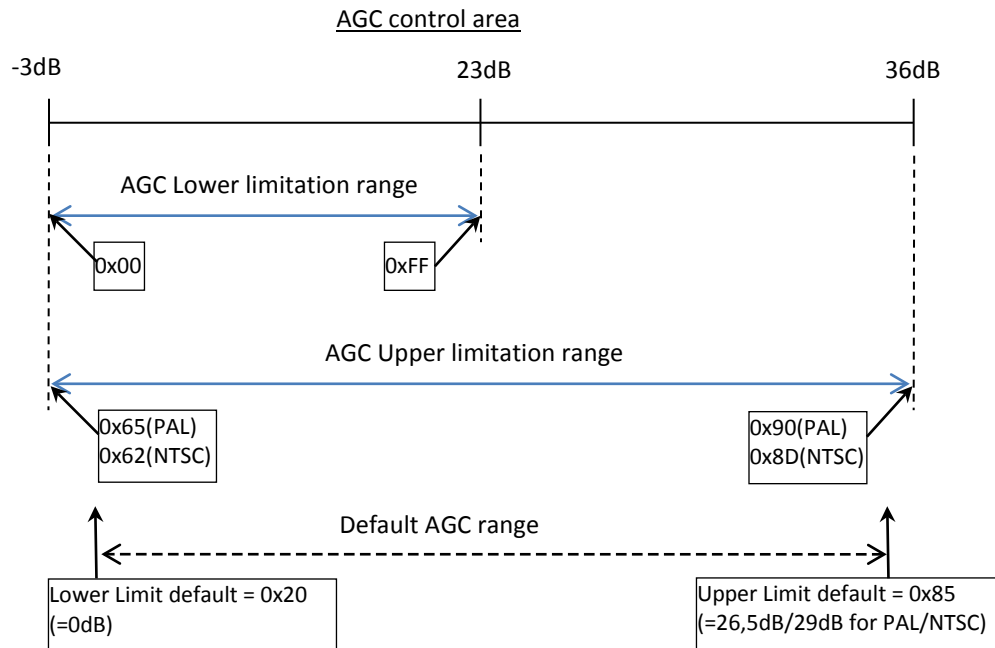 AGC control area
-3dB
23dB
36dB
AGC Lower limitation range
0x00
0xFF
AGC Upper limitation range
0x65(PAL)
0x62(NTSC)
0x90(PAL)
0x8D(NTSC)
Default AGC range
Lower Limit default = 0x20
(=0dB)
Upper Limit default = 0x85
(=26,5dB/29dB for PAL/NTSC)